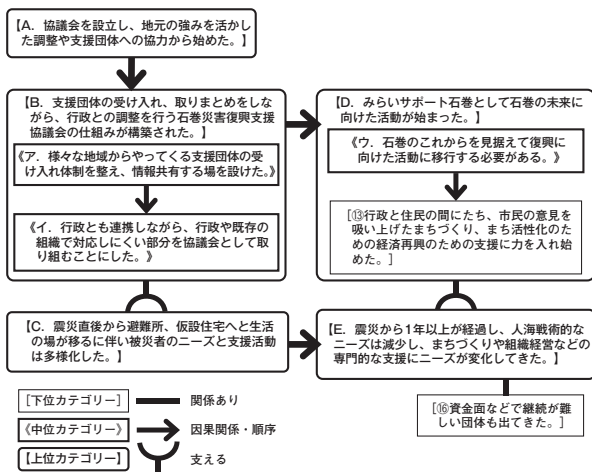 【A．協議会を設立し、地元の強みを活かし
た調整や支援団体への協力から始めた。】
【B．支援団体の受け入れ、取りまとめをしな
がら、行政との調整を行う石巻災害復興支援
協議会の仕組みが構築された。】
《ア．様々な地域からやってくる支援団体の受
け入れ体制を整え、情報共有する場を設けた。》
《イ．行政とも連携しながら、行政や既存の
組織で対応しにくい部分を協議会として取
り組むことにした。》
【D．みらいサポート石巻として石巻の未来に
向けた活動が始まった。】
《ウ．石巻のこれからを見据えて復興に
向けた活動に移行する必要がある。》
［⑬行政と住民の間にたち、市民の意見を
吸い上げたまちづくり、まち活性化のた
めの経済再興のための支援に力を入れ始
めた。］
【C．震災直後から避難所、仮設住宅へと生活
の場が移るに伴い被災者のニーズと支援活動
は多様化した。】
【E．震災から1年以上が経過し、人海戦術的な
ニーズは減少し、まちづくりや組織経営などの
専門的な支援にニーズが変化してきた。】
［⑯資金面などで継続が難
しい団体も出てきた。］
［下位カテゴリー］ 関係あり
《中位カテゴリー》 因果関係・順序
【上位カテゴリー】 支える